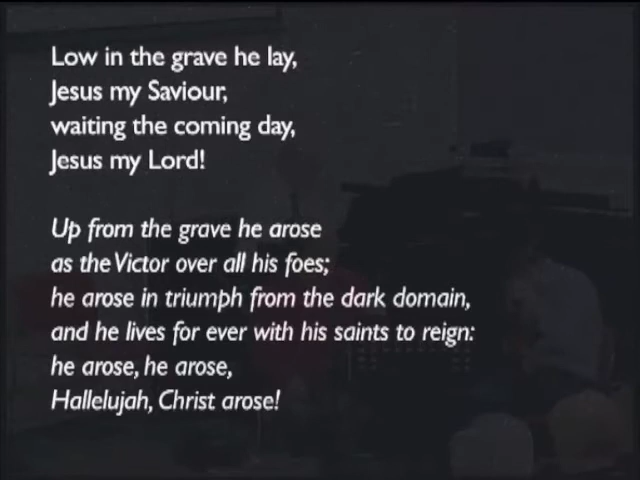 Low in the grave he lay,
Jesus my Saviour,
waiting the coming day,
Jesus my Lord!
Up from the grave he arose
as the Victor over all his foes;
he arose in triumph from the dark domain,
and he lives for ever with his saints to reign:
he arose, he arose,
Hallelujah, Christ arose!